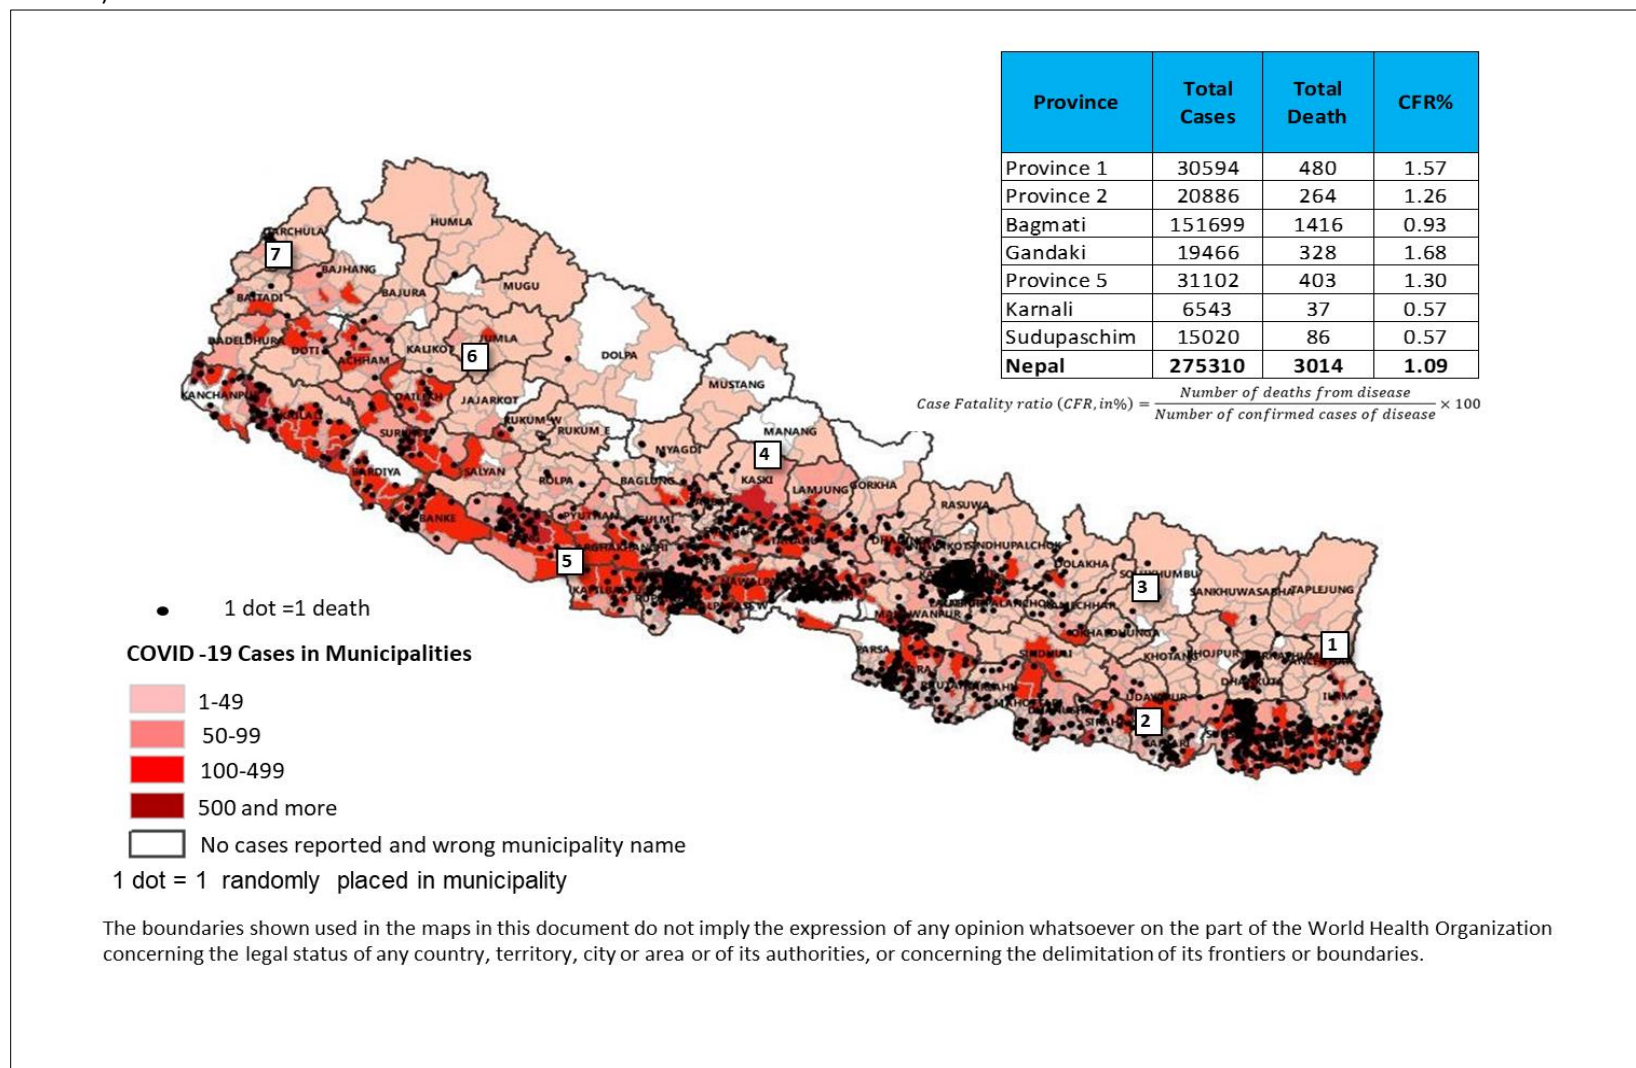 Province Total Cases Total Death CFR%
Province 1 30594 480 1.57
Province 2 20886 264 1.26
Bagmati 151699 1416 0.93
Gandaki 19466 328 1.68
Province 5 31102 403 1.30
Karnali 6543 37 0.57
Sudupaschim 15020 86 0.57
Nepal 275310 3014 1.09
Case Fatality ratio (CFR, in%) = Number of deaths from disease / Number of confirmed cases of disease × 100
HUMLA
7
BAJHANG
MUGU
BAJURA
JUMLA
DOTI
ACHHAM
KALIKOT
6
DOLPA
MUSTANG
JAJARKOT
RUKUM_W
RUKUM_E
MANANG
4
MYAGDI
SALYAN
ROLPA
BAGLUNG
KASKI
LAMJUNG
GORKHA
BANKE
PYUTHAN
RASUWA
5
SINDHUPALCHOK
DOLAKHA
3
SANKHUWASABHA
TAPLEJUNG
PARSA
KHOTANG
BHOJPUR
1
UDAYAPUR
2
1 dot =1 death
COVID -19 Cases in Municipalities
1-49
50-99
100-499
500 and more
No cases reported and wrong municipality name
1 dot = 1 randomly placed in municipality
The boundaries shown used in the maps in this document do not imply the expression of any opinion whatsoever on the part of the World Health Organization
concerning the legal status of any country, territory, city or area or of its authorities, or concerning the delimitation of its frontiers or boundaries.